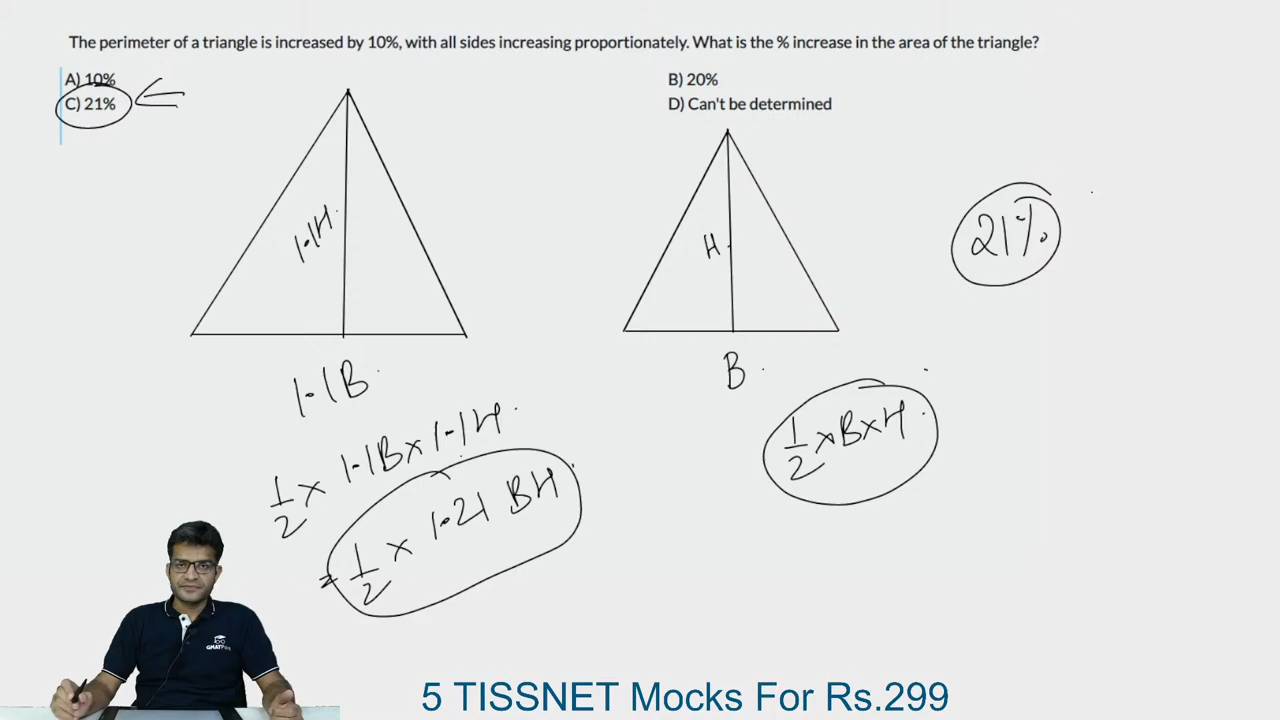 The perimeter of a triangle is increased by 10%, with all sides increasing proportionately. What is the % increase in the area of the triangle?
A) 10%
B) 20%
C) 21%
D) Can't be determined
1.1H
H
21%
1.1B
B
1/2 × 1.1B × 1.1H
1/2 × B × H
= 1/2 × 1.21 BH
5 TISSNET Mocks For Rs.299